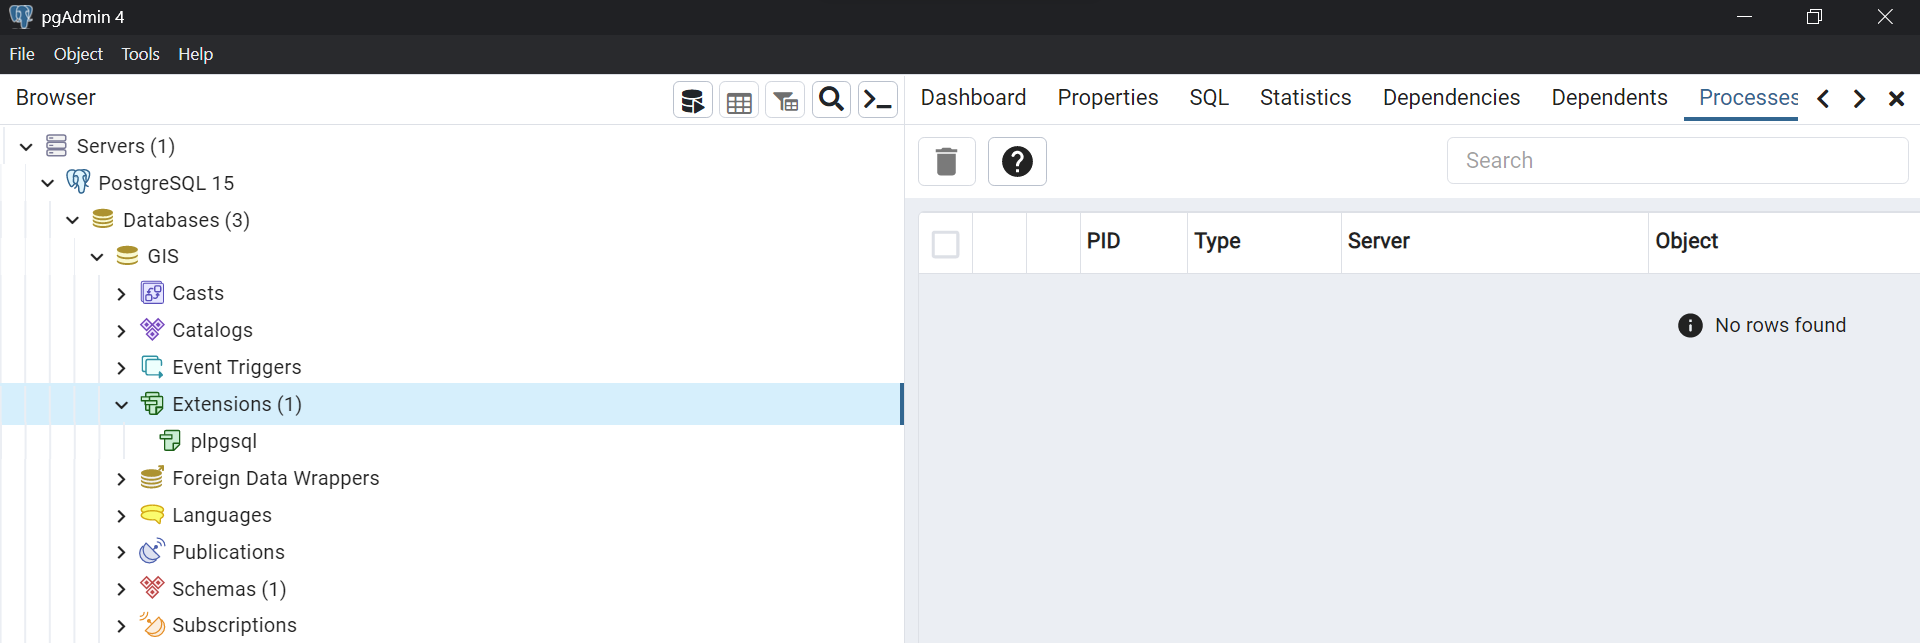 pgAdmin 4
File Object Tools Help
Browser
Dashboard Properties SQL Statistics Dependencies Dependents Processes
Servers (1)
PostgreSQL 15
Databases (3)
GIS
Casts
Catalogs
Event Triggers
Extensions (1)
plpgsql
Foreign Data Wrappers
Languages
Publications
Schemas (1)
Subscriptions
Search
PID Type Server Object
No rows found